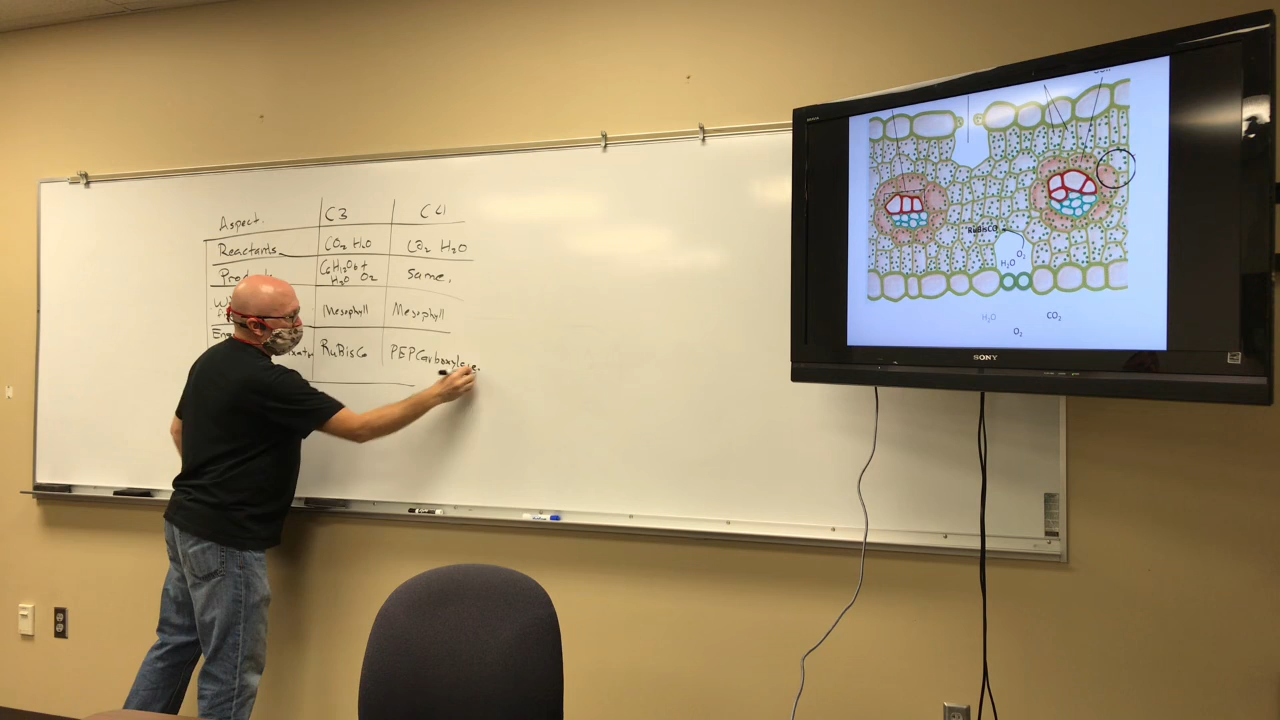 Aspect. C3 C4
Reactants CO2 H2O CO2 H2O
C6H12O6 +
H2O O2 Same.
Mesophyll Mesophyll
RuBisCo PEPCarboxylase
RuBisCO
O2
H2O
H2O CO2
O2
SONY